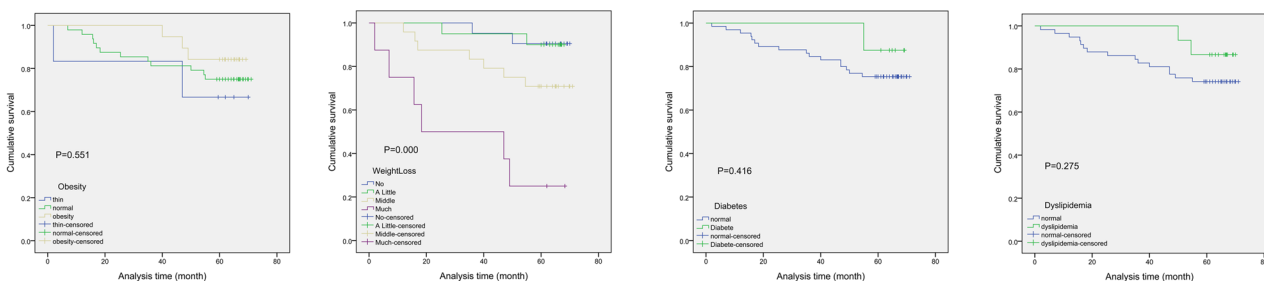 Cumulative survival
1.0
0.8
0.6
0.4
0.2
0.0
P=0.551
Obesity
thin
normal
obesity
thin-censored
normal-censored
obesity-censored
0
20
40
60
80
Analysis time (month)
Cumulative survival
1.0
0.8
0.6
0.4
0.2
0.0
P=0.000
WeightLoss
No
A Little
Middle
Much
No-censored
A Little-censored
Middle-censored
Much-censored
0
20
40
60
80
Analysis time (month)
Cumulative survival
1.0
0.8
0.6
0.4
0.2
0.0
P=0.416
Diabetes
normal
Diabete
normal-censored
Diabete-censored
0
20
40
60
80
Analysis time (month)
Cumulative survival
1.0
0.8
0.6
0.4
0.2
0.0
P=0.275
Dyslipidemia
normal
dyslipidemia
normal-censored
dyslipidemia-censored
0
20
40
60
80
Analysis time (month)